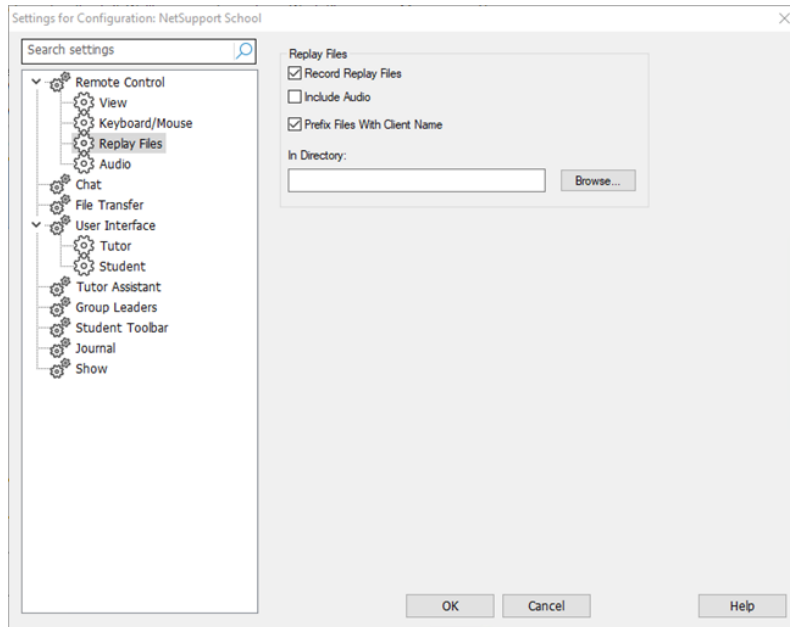 Settings for Configuration: NetSupport School
Search settings
Remote Control
View
Keyboard/Mouse
Replay Files
Audio
Chat
File Transfer
User Interface
Tutor
Student
Tutor Assistant
Group Leaders
Student Toolbar
Journal
Show
Replay Files
Record Replay Files
Include Audio
Prefix Files With Client Name
In Directory:
Browse...
OK Cancel Help